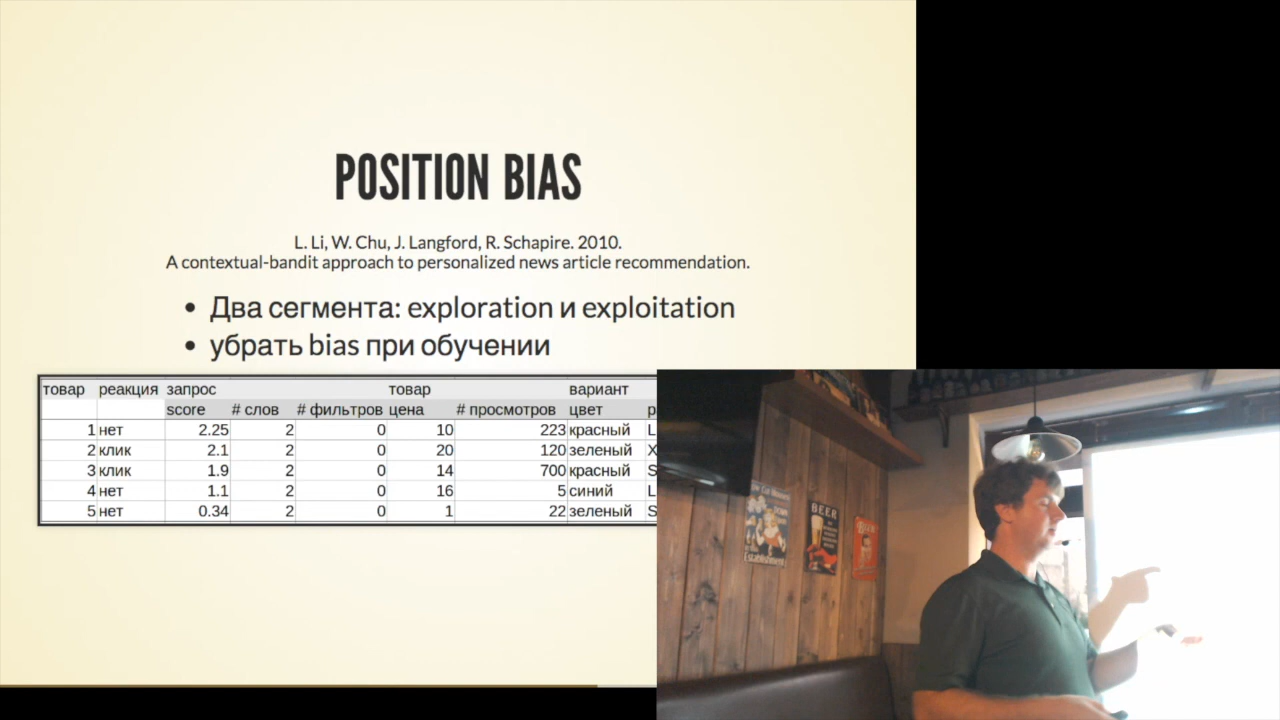 POSITION BIAS
L. Li, W. Chu, J. Langford, R. Schapire. 2010.
A contextual-bandit approach to personalized news article recommendation.
• Два сегмента: exploration и exploitation
• убрать bias при обучении
товар реакция запрос товар вариант
score # слов # фильтров цена # просмотров цвет
1 нет 2.25 2 0 10 223 красный L
2 клик 2.1 2 0 20 120 зеленый X
3 клик 1.9 2 0 14 700 красный S
4 нет 1.1 2 0 16 5 синий L
5 нет 0.34 2 0 1 22 зеленый S
BEER
BEER
Establishment